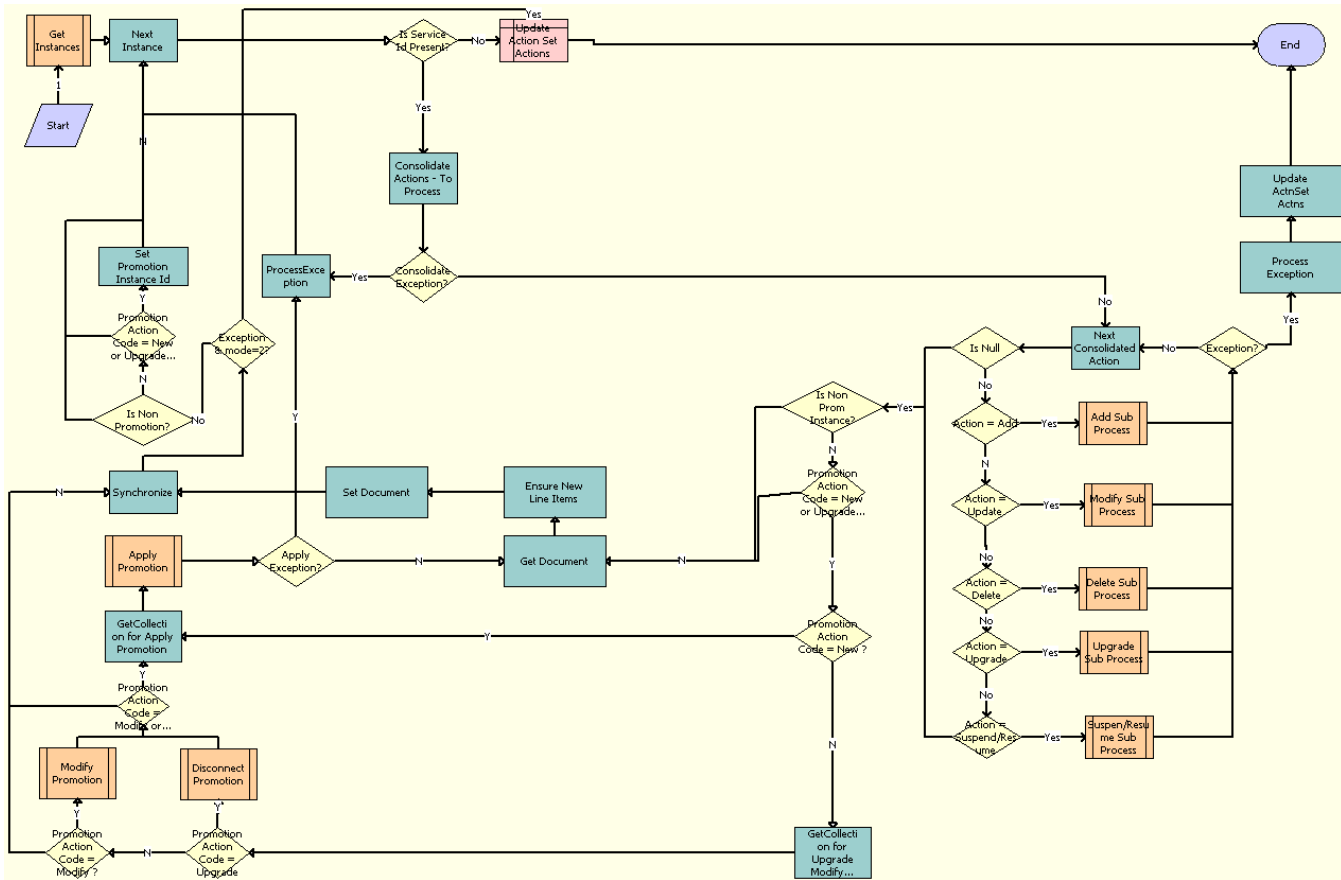 Yes
Get
Instances
Next
Instance
Is Service
Id Present?
No
Update
Action Set
Actions
End
1
Start
Yes
N
Consolidate
Actions - To
Process
Update
ActnSet
Actns
Set
Promotion
Instance Id
ProcessExce
ption
Yes
Consolidate
Exception?
Process
Exception
Y
No
Yes
Promotion
Action
Code = New
or Upgrade...
Exception
& mode=2?
Is Null
Next
Consolidated
Action
No
Exception?
N
No
Is Non
Promotion?
No
Y
Is Non
Prom
Instance?
Yes
Action = Add
Yes
Add Sub
Process
N
N
Synchronize
N
Set Document
Ensure New
Line Items
Promotion
Action
Code = New
or Upgrade...
Action =
Update
Yes
Modify Sub
Process
Apply
Promotion
Apply
Exception?
N
Get Document
N
No
Y
Action =
Delete
Yes
Delete Sub
Process
No
GetCollecti
on for Apply
Promotion
Y
Promotion
Action
Code = New ?
Action =
Upgrade
Yes
Upgrade
Sub Process
Y
No
Promotion
Action
Code =
Modify or...
Action =
Suspend/Res
ume
Yes
Suspen/Resu
me Sub
Process
N
Modify
Promotion
Disconnect
Promotion
Y
Y
Promotion
Action
Code =
Modify ?
N
Promotion
Action
Code =
Upgrade
GetCollecti
on for
Upgrade
Modify...